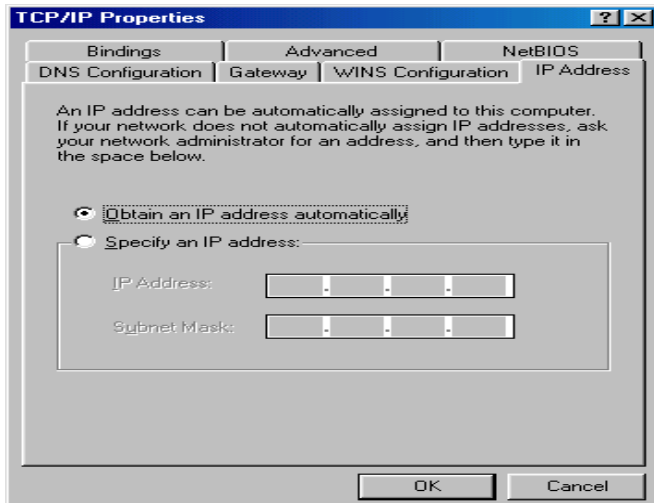 TCP/IP Properties
Bindings Advanced NetBIOS
DNS Configuration Gateway WINS Configuration IP Address
An IP address can be automatically assigned to this computer.
If your network does not automatically assign IP addresses, ask
your network administrator for an address, and then type it in
the space below.
Obtain an IP address automatically
Specify an IP address:
IP Address:
Subnet Mask:
OK Cancel